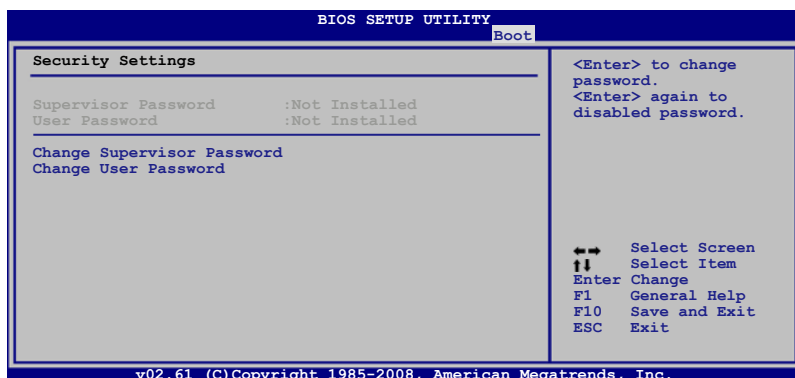 BIOS SETUP UTILITY
Boot
Security Settings
Supervisor Password :Not Installed
User Password :Not Installed
Change Supervisor Password
Change User Password
<Enter> to change
password.
<Enter> again to
disabled password.
←→ Select Screen
↑↓ Select Item
Enter Change
F1 General Help
F10 Save and Exit
ESC Exit
v02.61 (C)Copyright 1985-2008, American Megatrends, Inc.